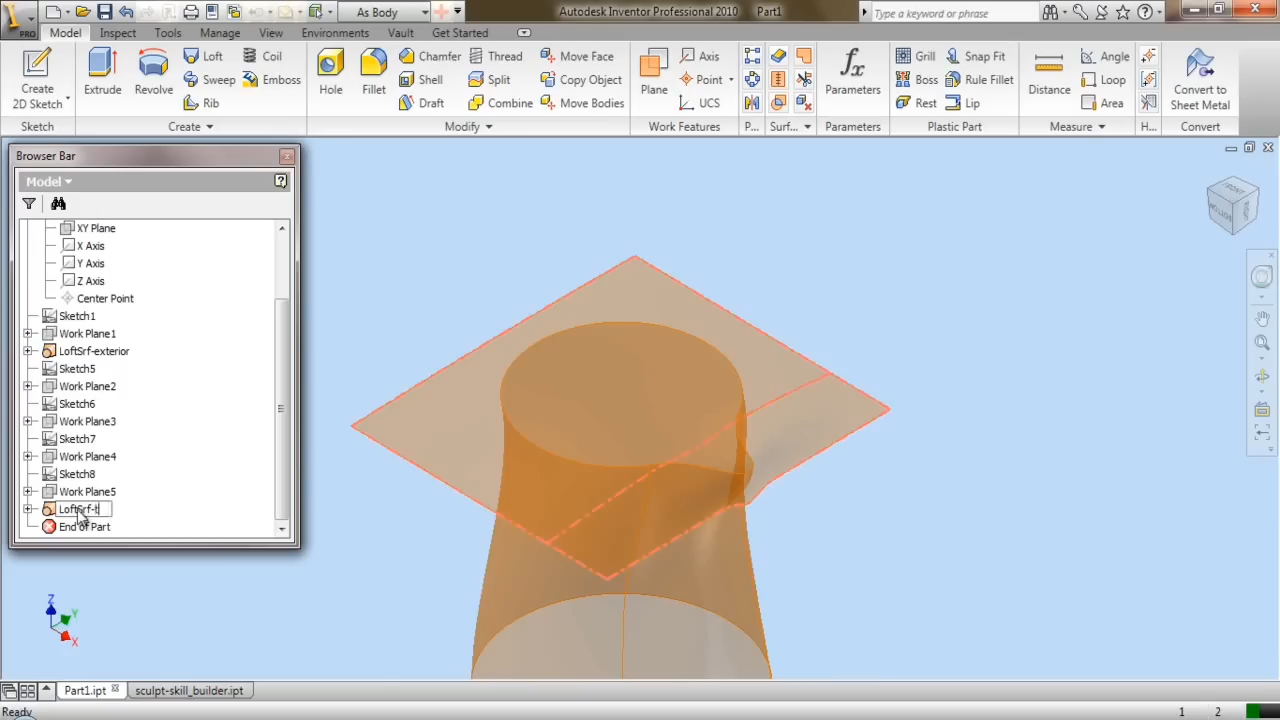 As Body
Autodesk Inventor Professional 2010 Part1
Type a keyword or phrase
PRO
Model Inspect Tools Manage View Environments Vault Get Started
Create
2D Sketch
Extrude
Revolve
Loft
Sweep
Rib
Coil
Emboss
Hole
Fillet
Chamfer
Shell
Draft
Thread
Split
Combine
Move Face
Copy Object
Move Bodies
Plane
Axis
Point
UCS
Parameters
Grill
Boss
Rest
Snap Fit
Rule Fillet
Lip
Distance
Angle
Loop
Area
Convert to
Sheet Metal
Sketch Create Modify Work Features P... Surf... Parameters Plastic Part Measure H... Convert
Browser Bar
Model
XY Plane
X Axis
Y Axis
Z Axis
Center Point
Sketch1
Work Plane1
LoftSrf-exterior
Sketch5
Work Plane2
Sketch6
Work Plane3
Sketch7
Work Plane4
Sketch8
Work Plane5
LoftSrf-t
End of Part
FRONT
Z
Y
X
Part1.ipt sculpt-skill_builder.ipt
Ready 1 2